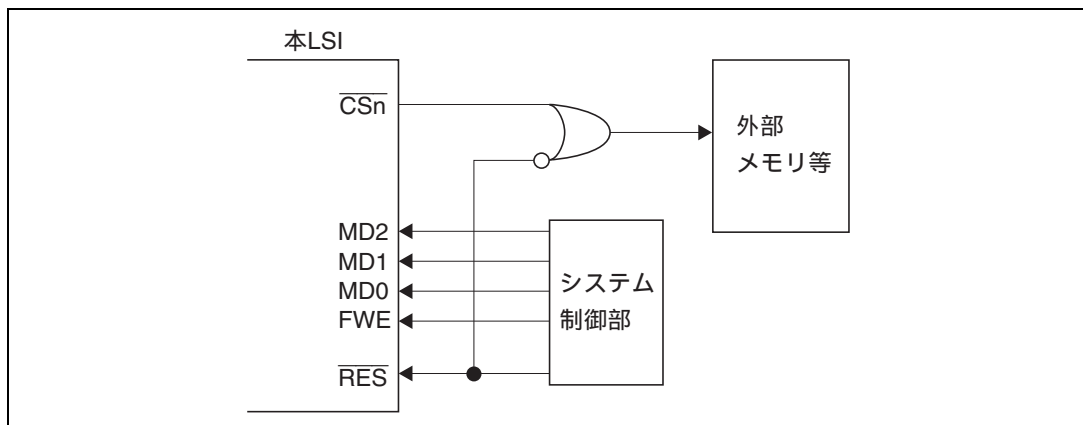 本LSI
CSn
外部
メモリ等
MD2
MD1
MD0
FWE
RES
システム
制御部